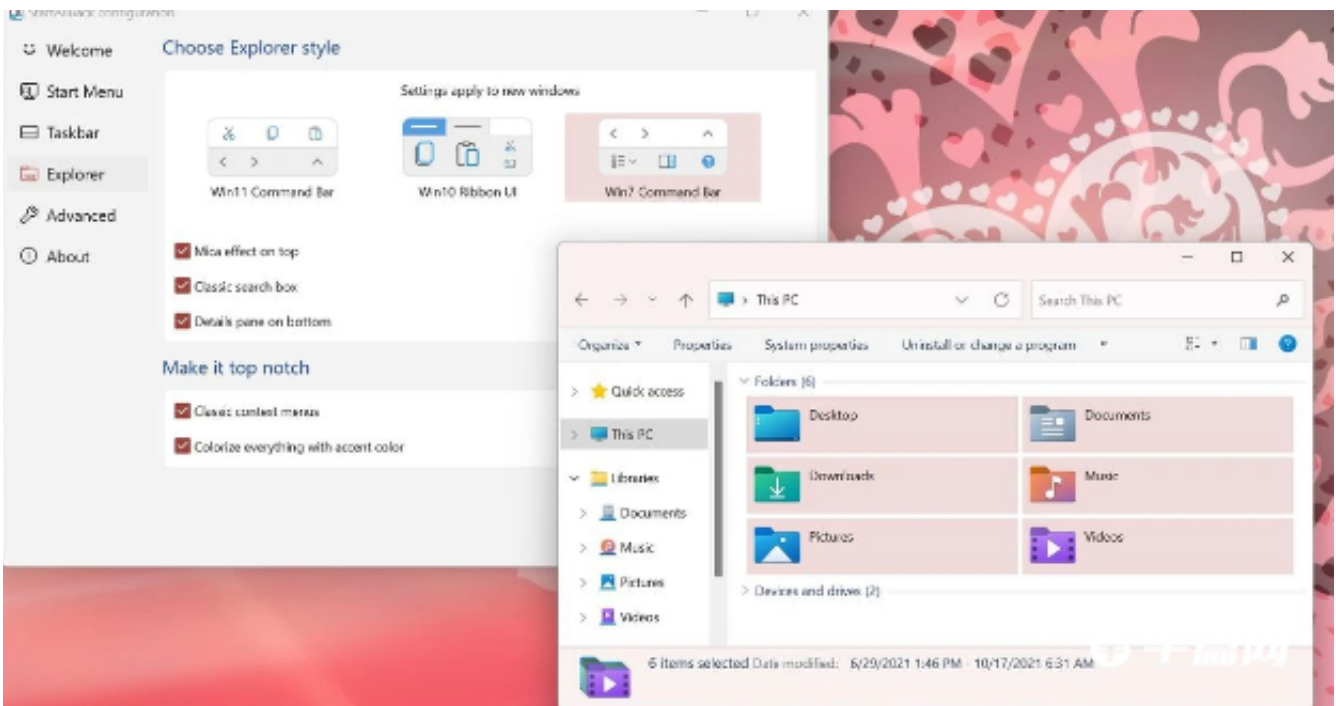 StartAllBack configuration
Welcome
Start Menu
Taskbar
Explorer
Advanced
About
Choose Explorer style
Settings apply to new windows
Win11 Command Bar
Win10 Ribbon UI
Win7 Command Bar
Mica effect on top
Classic search box
Details pane on bottom
Make it top notch
Classic context menus
Colorize everything with accent color
This PC
Search This PC
Organize Properties System properties Uninstall or change a program
Quick access
This PC
Libraries
Documents
Music
Pictures
Videos
Folders (6)
Desktop Documents
Downloads Music
Pictures Videos
Devices and drives (2)
6 items selected Date modified: 6/29/2021 1:46 PM - 10/17/2021 6:31 AM